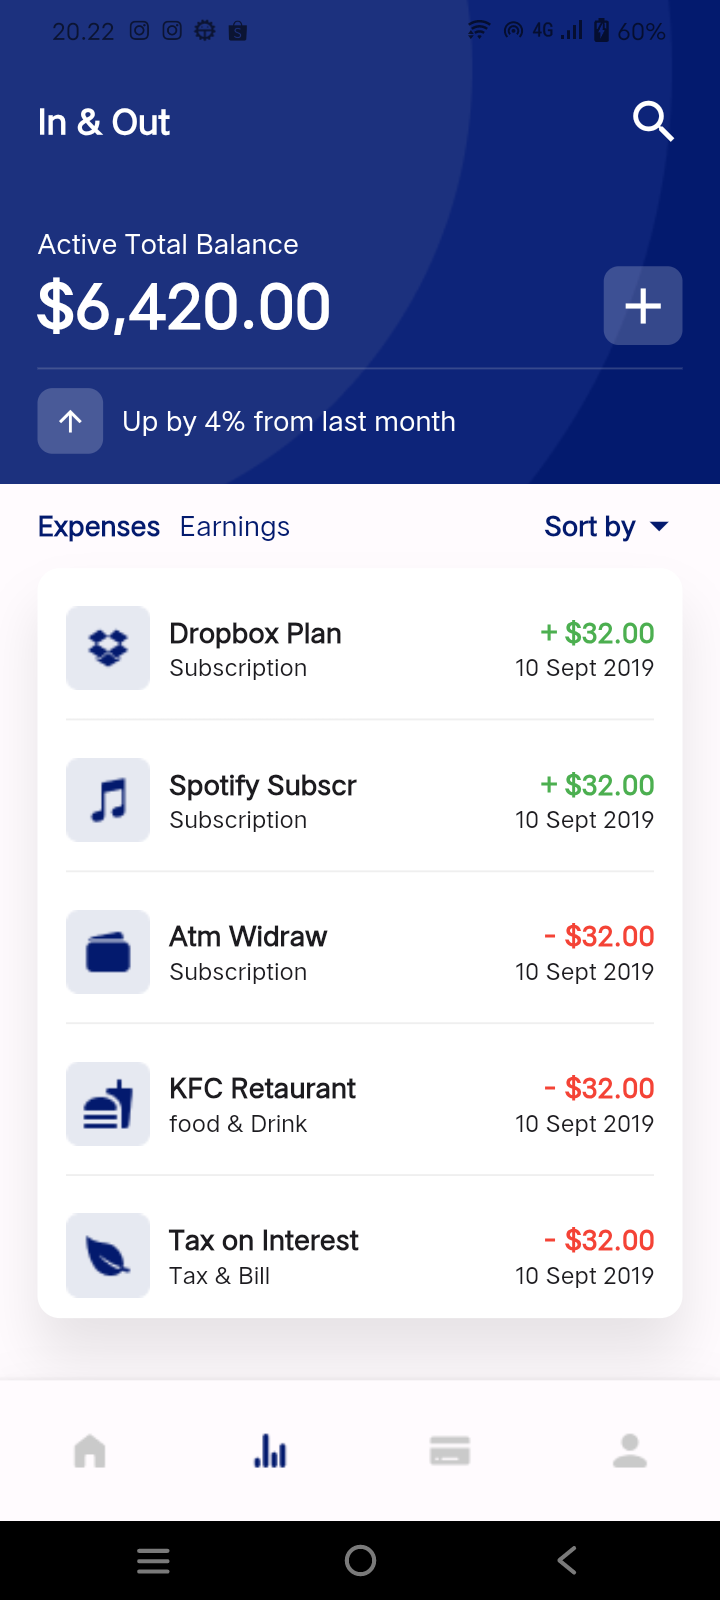 20.22 4G 60%
In & Out
Active Total Balance
$6,420.00
Up by 4% from last month
Expenses Earnings Sort by
Dropbox Plan + $32.00
Subscription 10 Sept 2019
Spotify Subscr + $32.00
Subscription 10 Sept 2019
Atm Widraw - $32.00
Subscription 10 Sept 2019
KFC Retaurant - $32.00
food & Drink 10 Sept 2019
Tax on Interest - $32.00
Tax & Bill 10 Sept 2019